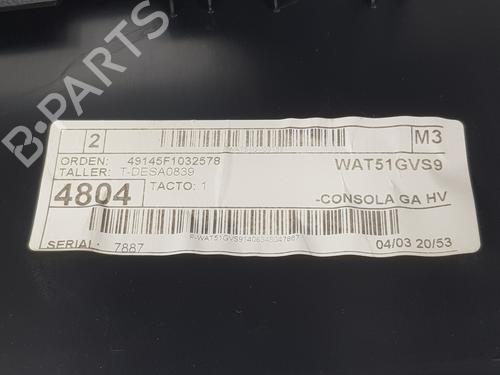 2 M3
ORDEN: 49145F1032578 WAT51GVS9
TALLER: T-DESA0839
4804 TACTO: 1 -CONSOLA GA HV
P-WAT51GVS91406348047887
SERIAL: 7887 04/03 20/53
B-PARTS